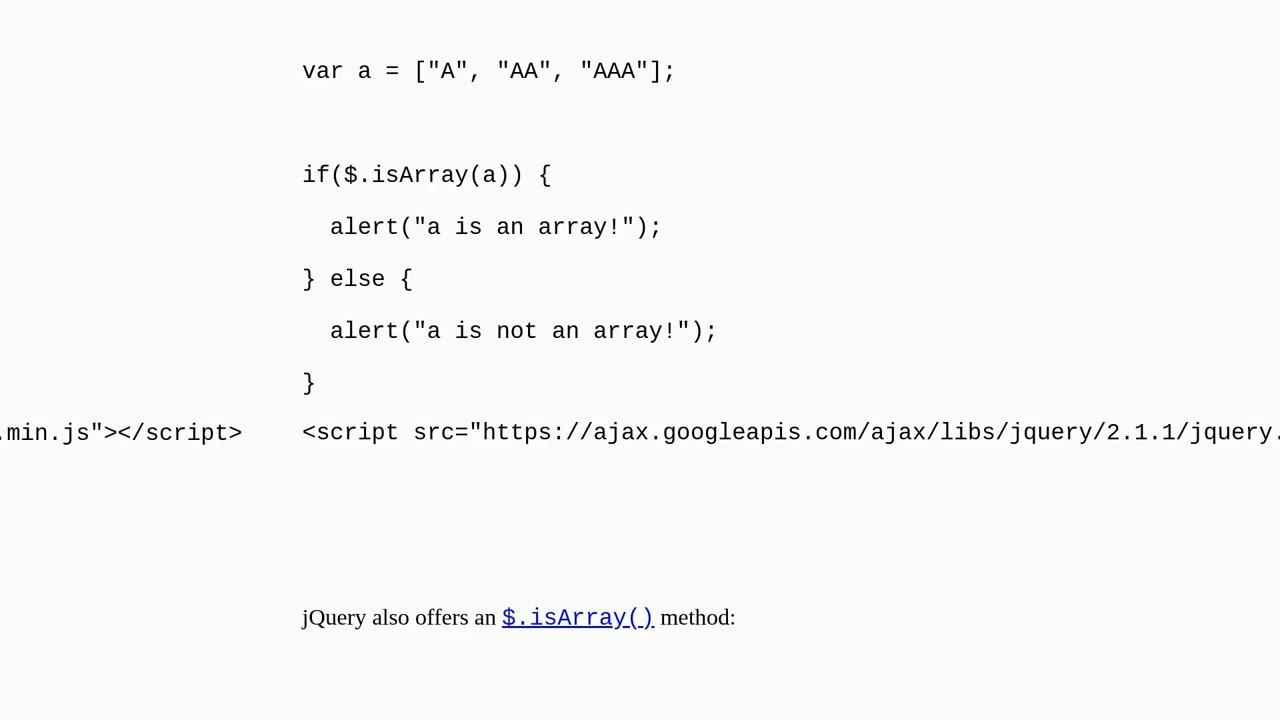 var a = ["A", "AA", "AAA"];
if($.isArray(a)) {
  alert("a is an array!");
} else {
  alert("a is not an array!");
}
.min.js"></script>
<script src="https://ajax.googleapis.com/ajax/libs/jquery/2.1.1/jquery.
jQuery also offers an $.isArray() method: